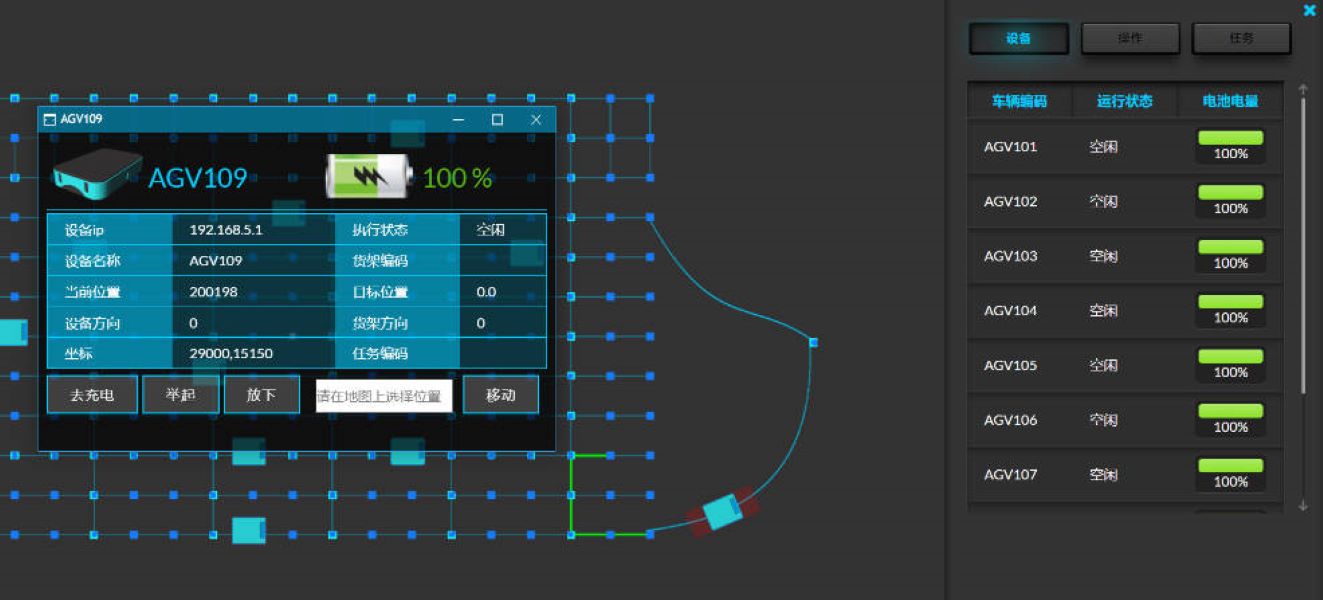 设备 操作 任务
AGV109
AGV109 100 %
设备ip 192.168.5.1 执行状态 空闲
设备名称 AGV109 货架编码
当前位置 200198 目标位置 0.0
设备方向 0 货架方向 0
坐标 29000,15150 任务编码
去充电 举起 放下 请在地图上选择位置 移动
车辆编码 运行状态 电池电量
AGV101 空闲 100%
AGV102 空闲 100%
AGV103 空闲 100%
AGV104 空闲 100%
AGV105 空闲 100%
AGV106 空闲 100%
AGV107 空闲 100%